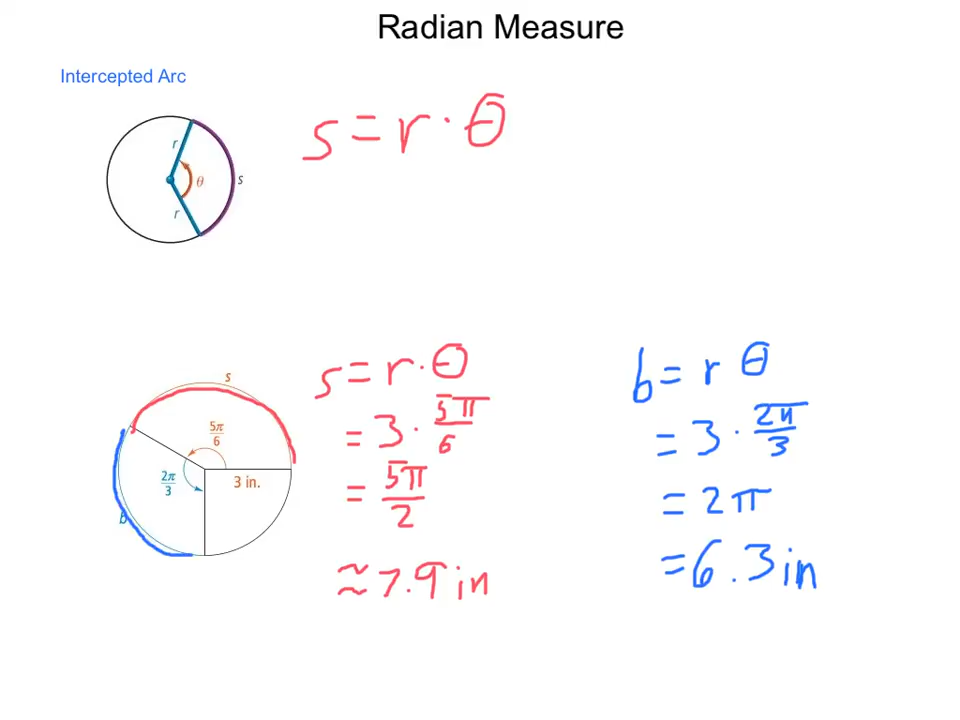 Radian Measure
Intercepted Arc
s = r · θ
r
θ
s
r
s
5π/6
2π/3
3 in.
b
s = r · θ
= 3 · 5π/6
= 5π/2
≈ 7.9 in
b = r θ
= 3 · 2π/3
= 2π
= 6.3 in